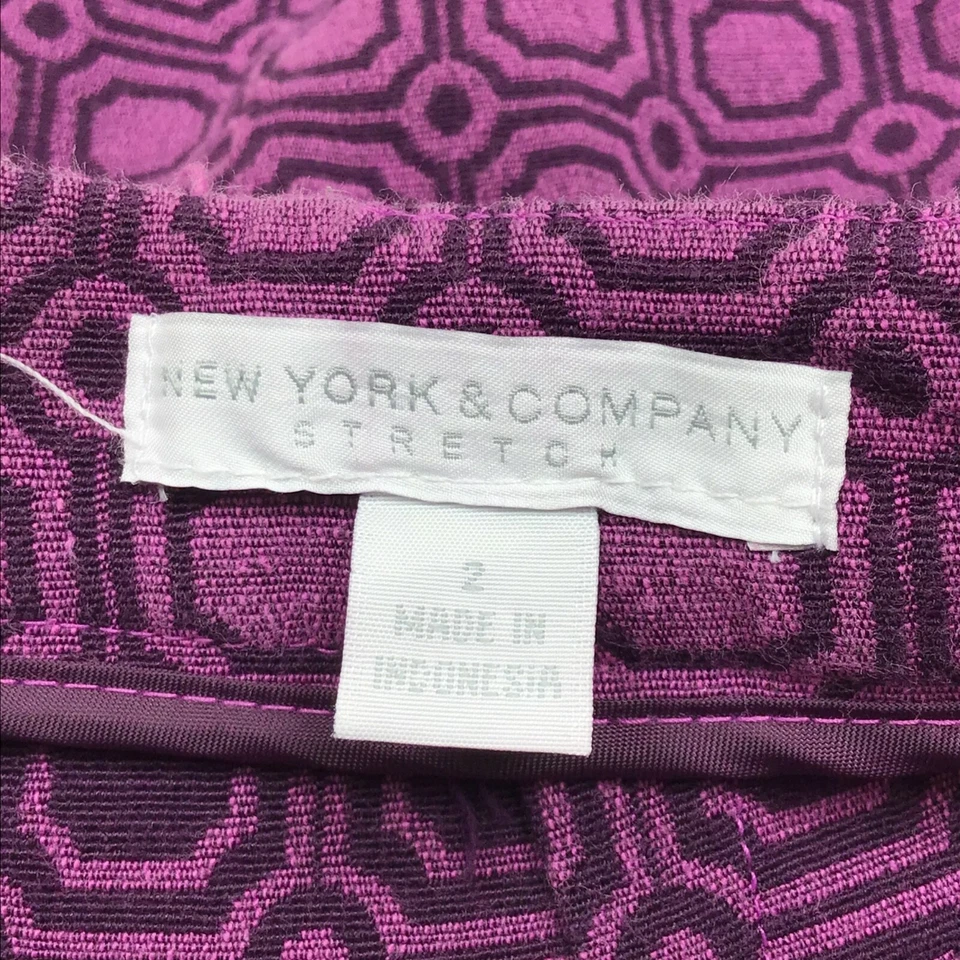 NEW YORK & COMPANY
STRETCH
2
MADE IN
INDONESIA